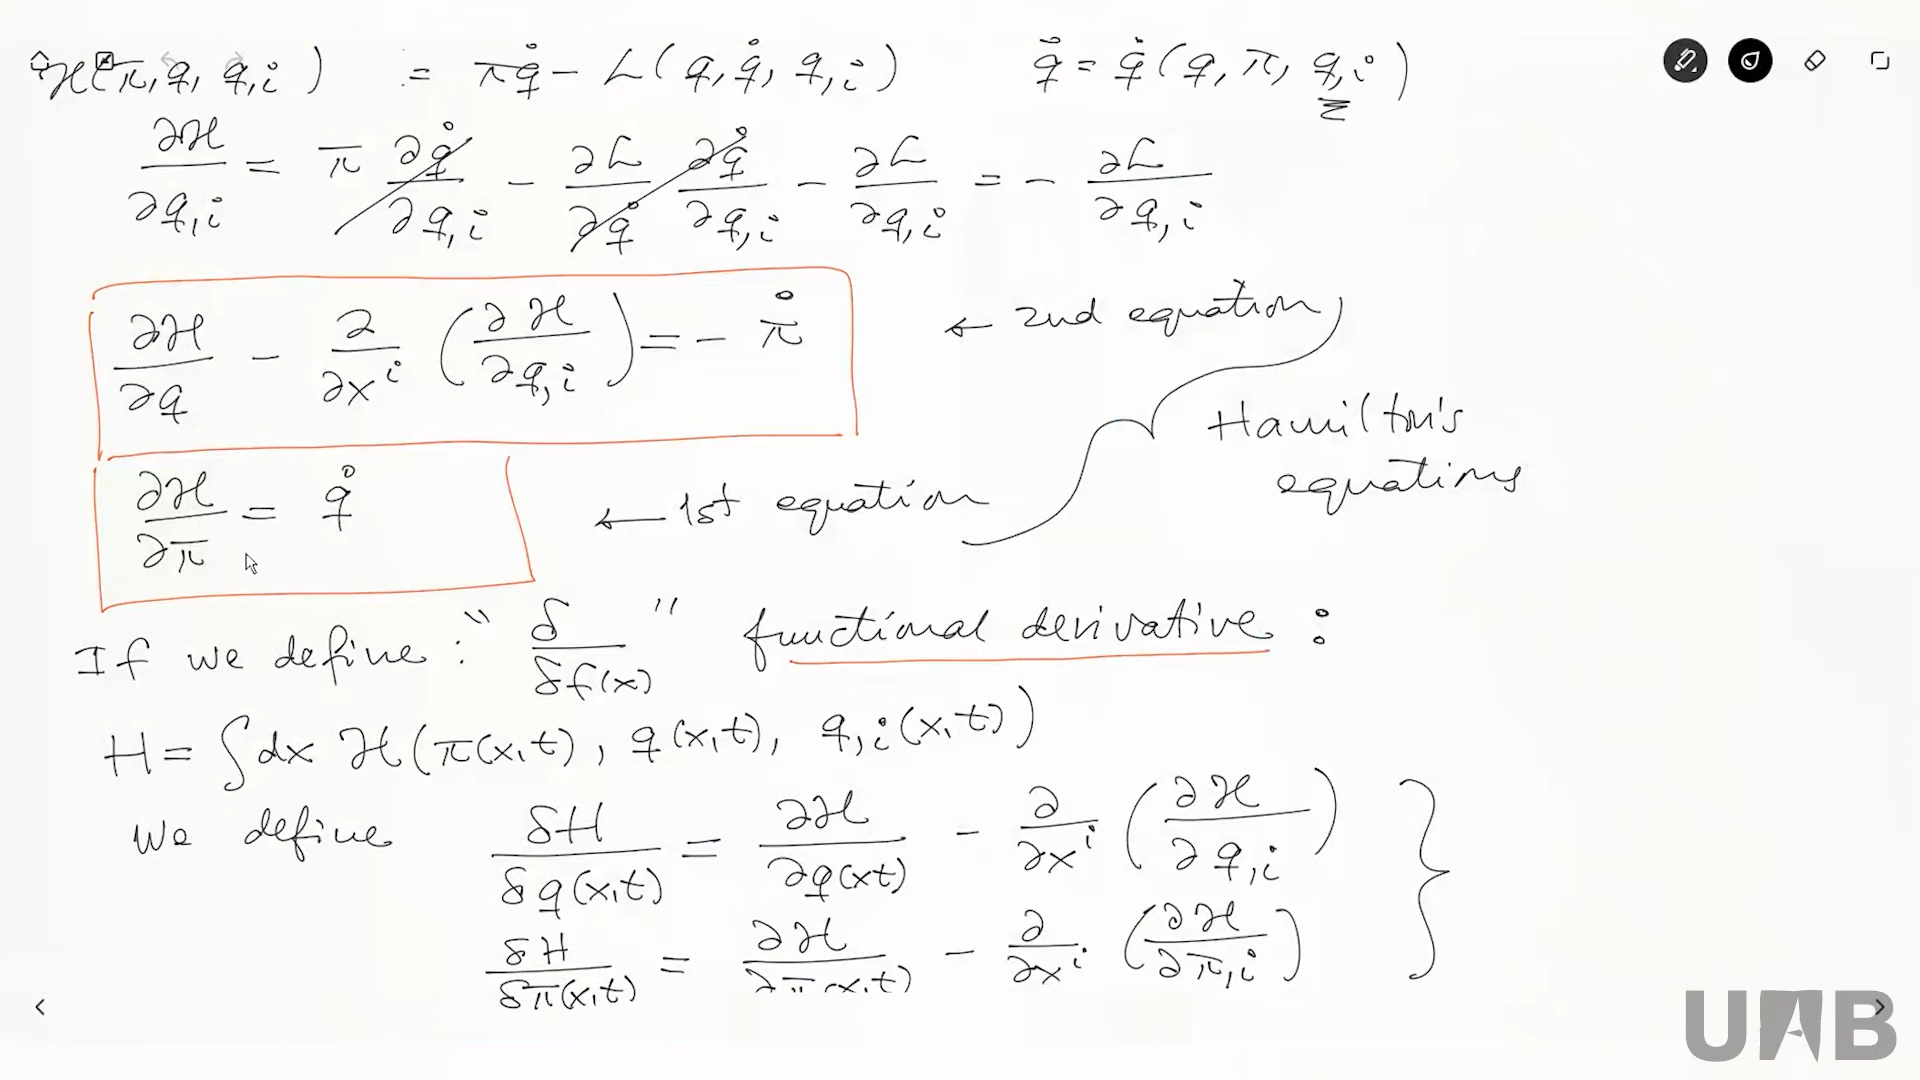 ℋ(π, q, q,i) = πq̇ − L(q, q̇, q,i) q̇ = q̇(q, π, q,i)
∂ℋ/∂q,i = π ∂q̇/∂q,i − ∂L/∂q̇ ∂q̇/∂q,i − ∂L/∂q,i = − ∂L/∂q,i
∂ℋ/∂q − ∂/∂xⁱ (∂ℋ/∂q,i) = − π̇ ← 2nd equation
Hamilton's
equations
∂ℋ/∂π = q̇ ← 1st equation
If we define : "δ/δf(x)" functional derivative :
H = ∫dx ℋ(π(x,t), q(x,t), q,i(x,t))
We define δH/δq(x,t) = ∂ℋ/∂q(xt) − ∂/∂xⁱ (∂ℋ/∂q,i)
δH/δπ(x,t) = ∂ℋ/∂π(x,t) − ∂/∂xⁱ (∂ℋ/∂π,i)
UAB